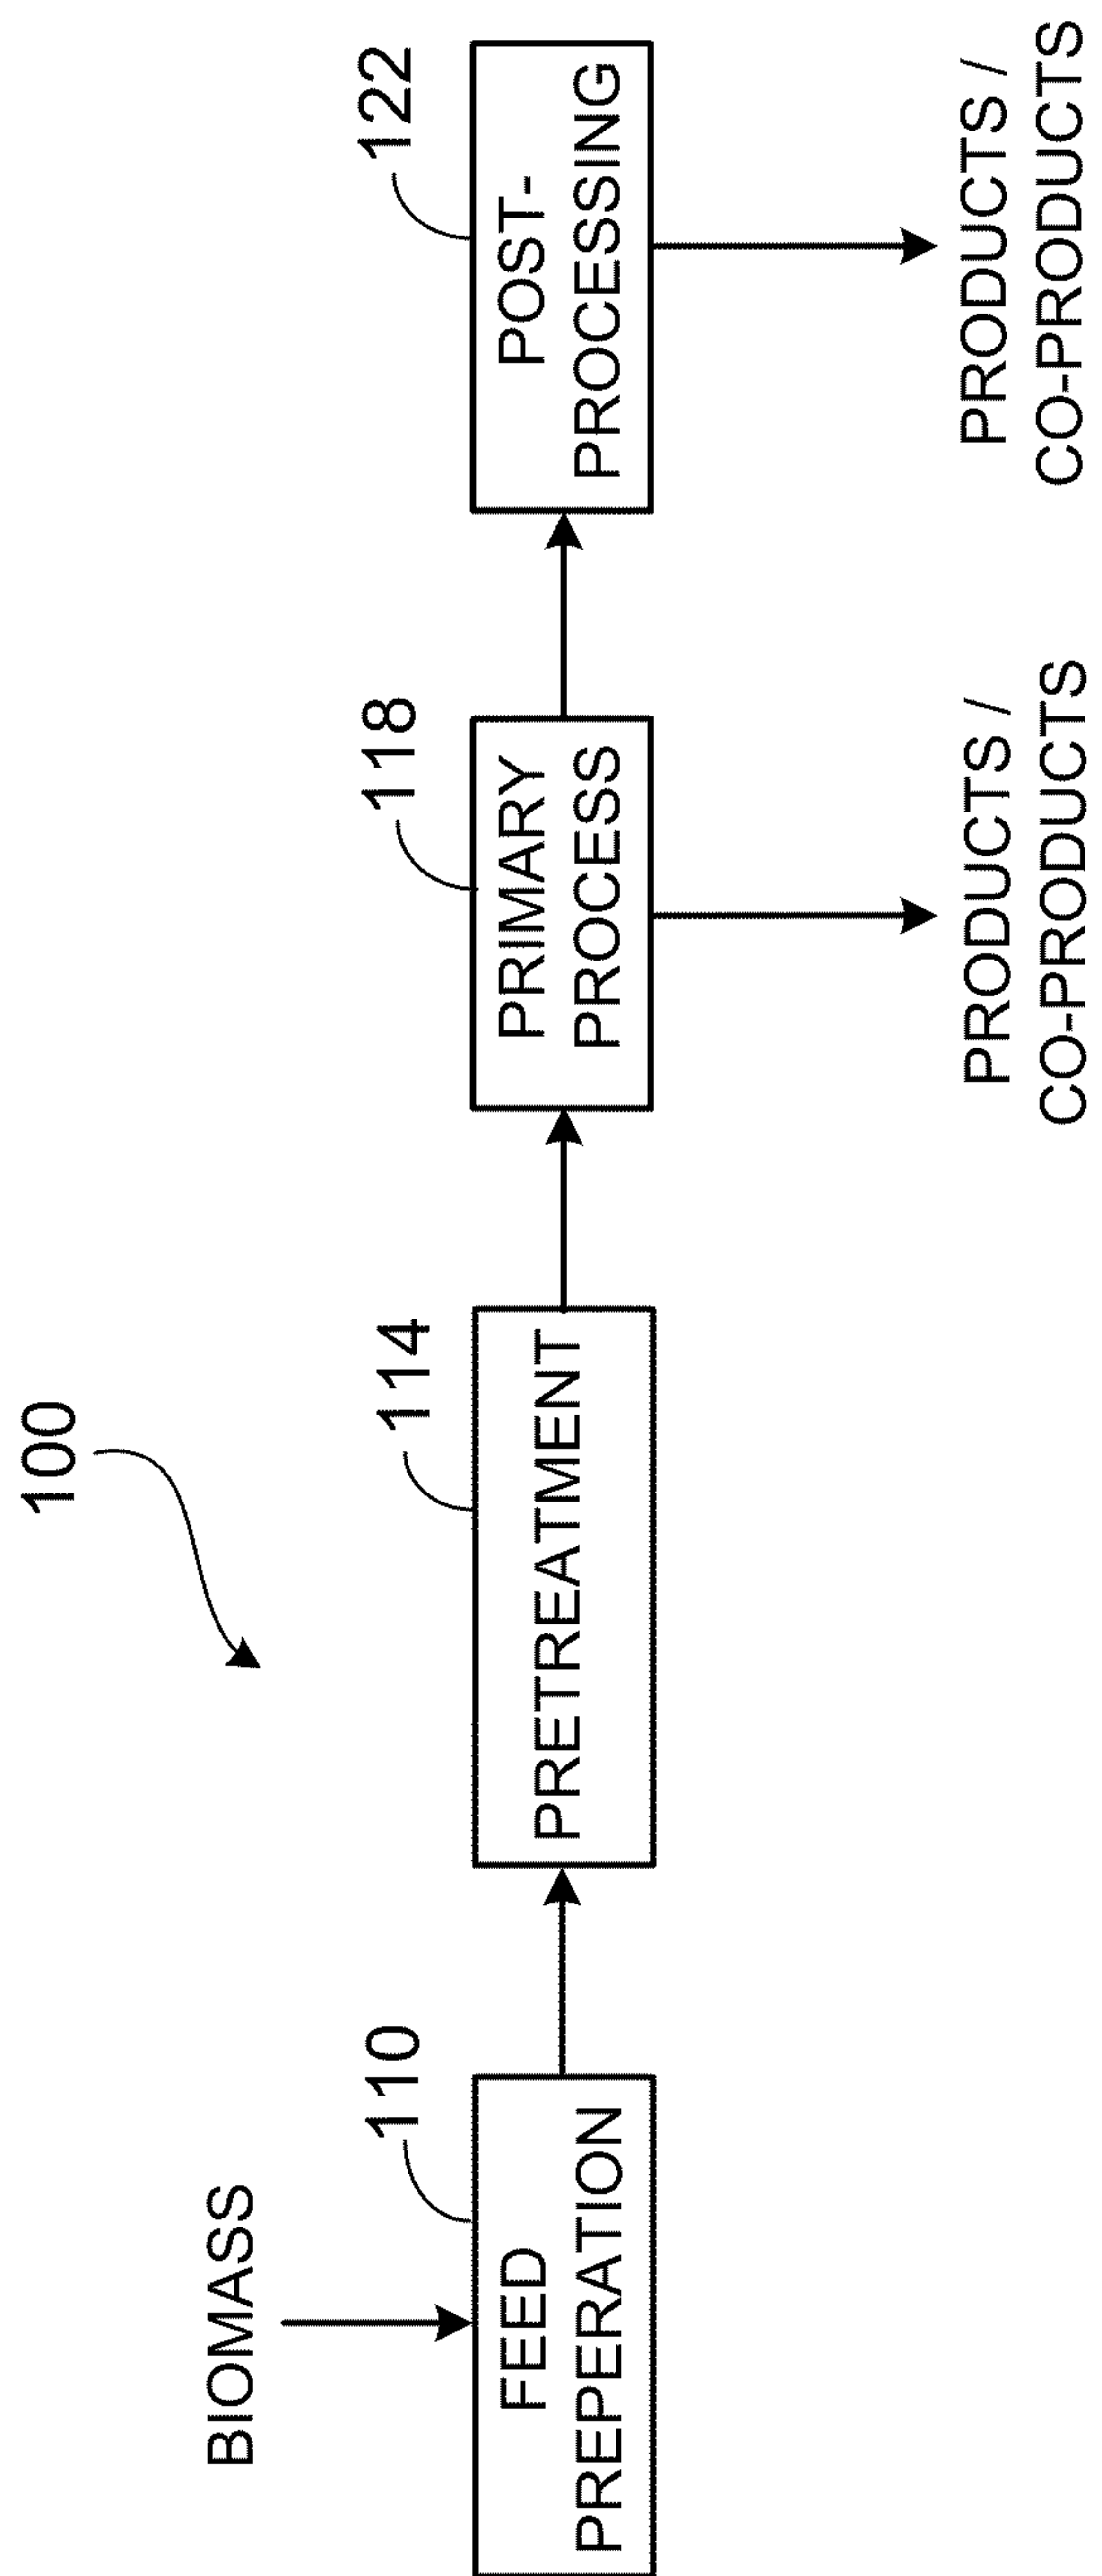 100
BIOMASS
110
FEED
PREPERATION
114
PRETREATMENT
118
PRIMARY
PROCESS
122
POST-
PROCESSING
PRODUCTS /
CO-PRODUCTS
PRODUCTS /
CO-PRODUCTS